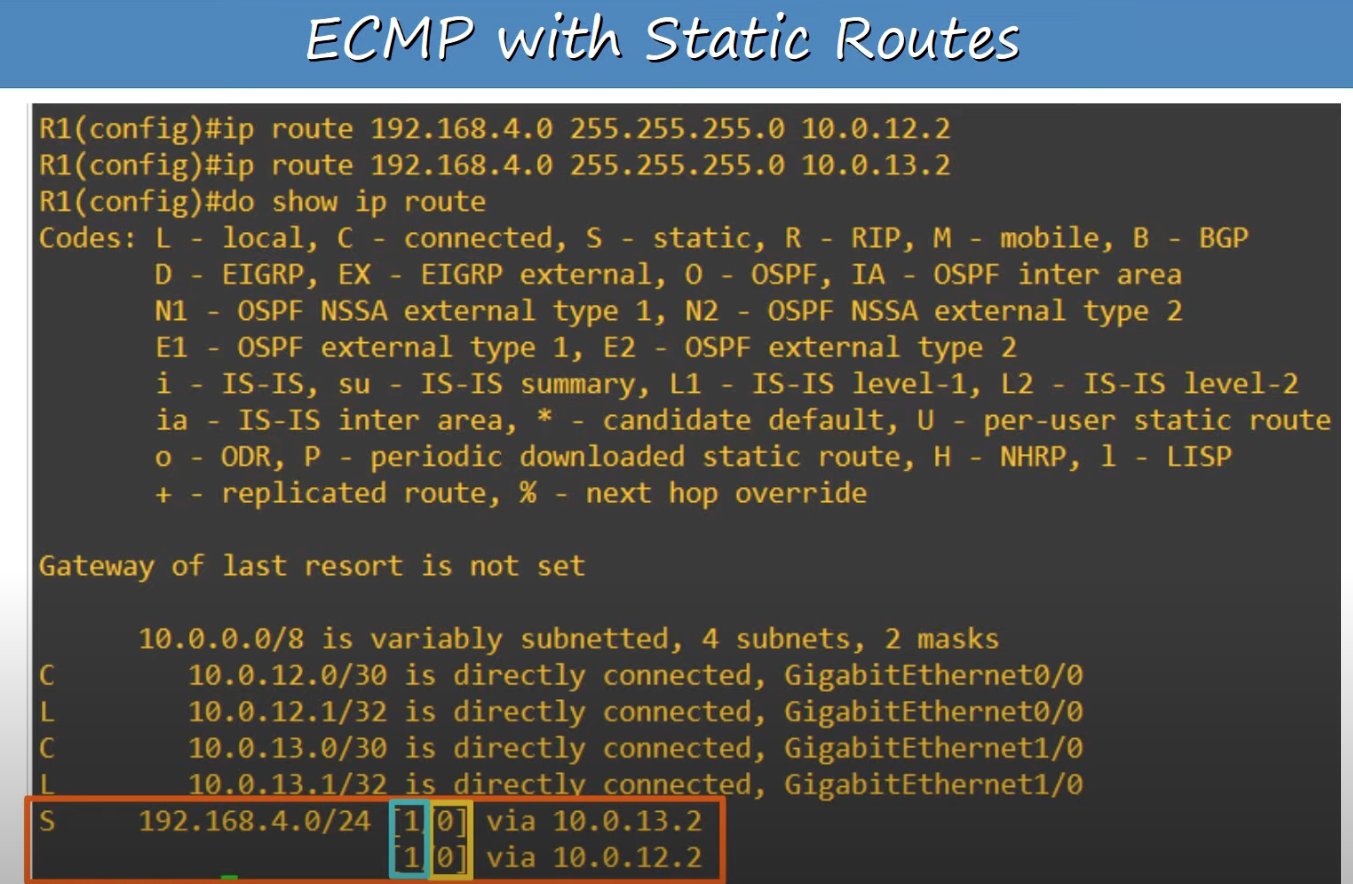 ECMP with Static Routes
R1(config)#ip route 192.168.4.0 255.255.255.0 10.0.12.2
R1(config)#ip route 192.168.4.0 255.255.255.0 10.0.13.2
R1(config)#do show ip route
Codes: L - local, C - connected, S - static, R - RIP, M - mobile, B - BGP
D - EIGRP, EX - EIGRP external, O - OSPF, IA - OSPF inter area
N1 - OSPF NSSA external type 1, N2 - OSPF NSSA external type 2
E1 - OSPF external type 1, E2 - OSPF external type 2
i - IS-IS, su - IS-IS summary, L1 - IS-IS level-1, L2 - IS-IS level-2
ia - IS-IS inter area, * - candidate default, U - per-user static route
o - ODR, P - periodic downloaded static route, H - NHRP, l - LISP
+ - replicated route, % - next hop override
Gateway of last resort is not set
10.0.0.0/8 is variably subnetted, 4 subnets, 2 masks
C 10.0.12.0/30 is directly connected, GigabitEthernet0/0
L 10.0.12.1/32 is directly connected, GigabitEthernet0/0
C 10.0.13.0/30 is directly connected, GigabitEthernet1/0
L 10.0.13.1/32 is directly connected, GigabitEthernet1/0
S 192.168.4.0/24 [1/0] via 10.0.13.2
[1/0] via 10.0.12.2